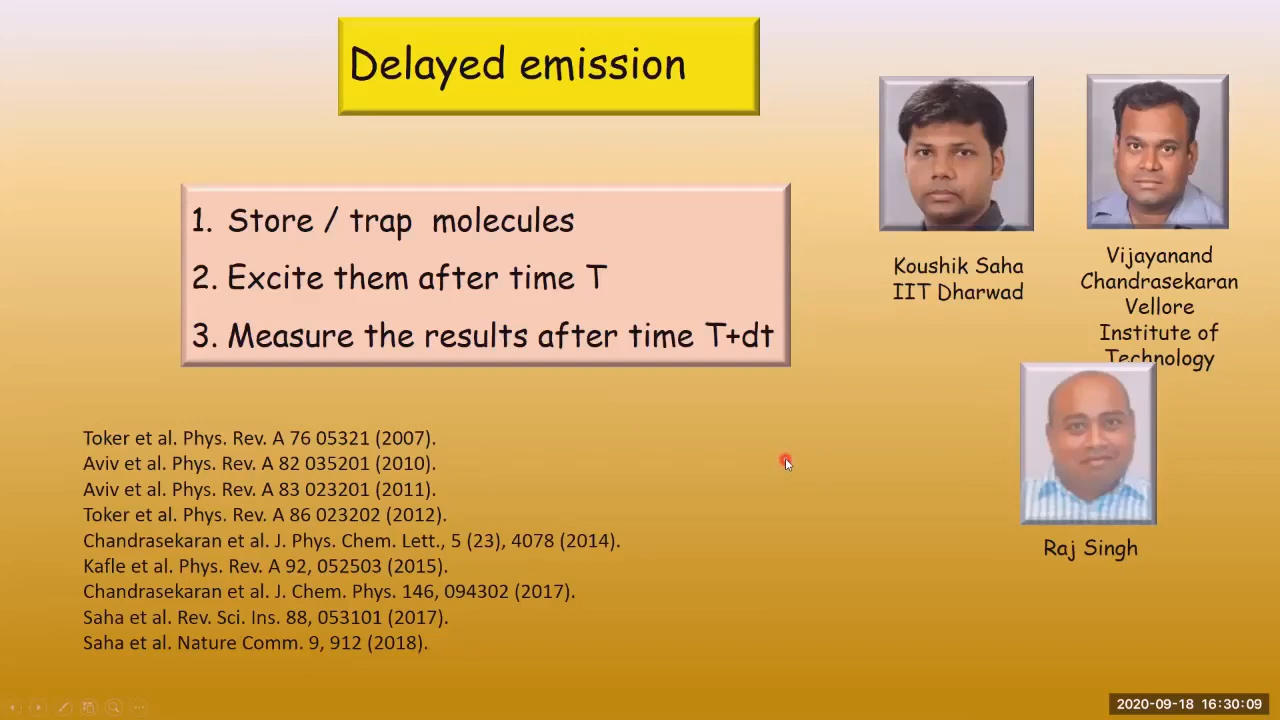 Delayed emission
1. Store / trap molecules
2. Excite them after time T
3. Measure the results after time T+dt
Koushik Saha
IIT Dharwad
Vijayanand
Chandrasekaran
Vellore
Institute of
Technology
Raj Singh
Toker et al. Phys. Rev. A 76 05321 (2007).
Aviv et al. Phys. Rev. A 82 035201 (2010).
Aviv et al. Phys. Rev. A 83 023201 (2011).
Toker et al. Phys. Rev. A 86 023202 (2012).
Chandrasekaran et al. J. Phys. Chem. Lett., 5 (23), 4078 (2014).
Kafle et al. Phys. Rev. A 92, 052503 (2015).
Chandrasekaran et al. J. Chem. Phys. 146, 094302 (2017).
Saha et al. Rev. Sci. Ins. 88, 053101 (2017).
Saha et al. Nature Comm. 9, 912 (2018).
2020-09-18 16:30:09